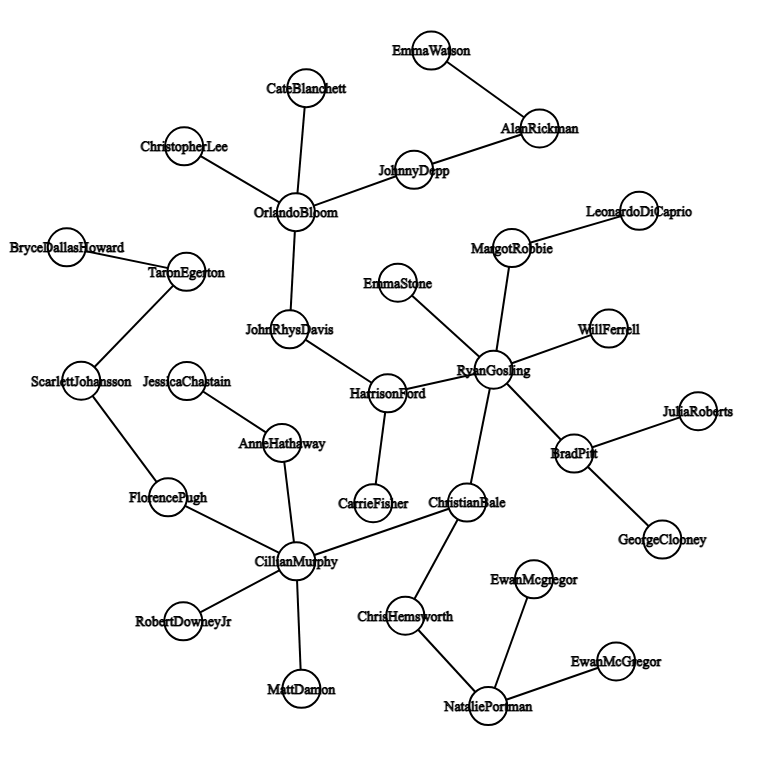 EmmaWatson
CateBlanchett
AlanRickman
ChristopherLee
JohnnyDepp
OrlandoBloom
LeonardoDiCaprio
BryceDallasHoward
MargotRobbie
TaronEgerton
EmmaStone
JohnRhysDavis
WillFerrell
RyanGosling
ScarlettJohansson
JessicaChastain
HarrisonFord
JuliaRoberts
AnneHathaway
BradPitt
FlorencePugh
CarrieFisher
ChristianBale
GeorgeClooney
CillianMurphy
EwanMcgregor
ChrisHemsworth
RobertDowneyJr
EwanMcGregor
MattDamon
NataliePortman